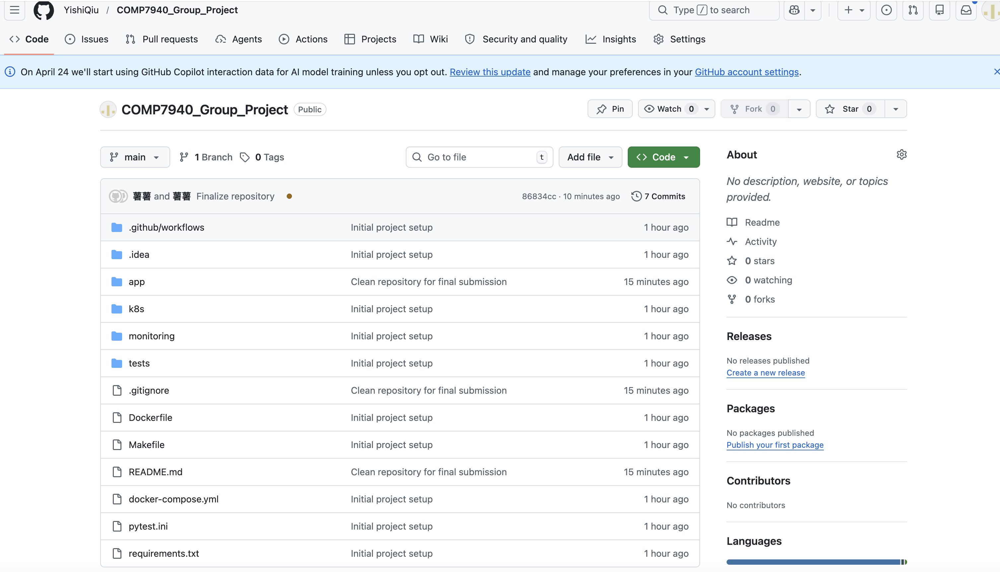 YishiQiu / COMP7940_Group_Project
Type / to search
Code Issues Pull requests Agents Actions Projects Wiki Security and quality Insights Settings
On April 24 we'll start using GitHub Copilot interaction data for AI model training unless you opt out. Review this update and manage your preferences in your GitHub account settings.
COMP7940_Group_Project Public
Pin Watch 0 Fork 0 Star 0
main 1 Branch 0 Tags
Go to file t Add file Code
薯薯 and 薯薯 Finalize repository 86834cc · 10 minutes ago 7 Commits
.github/workflows Initial project setup 1 hour ago
.idea Initial project setup 1 hour ago
app Clean repository for final submission 15 minutes ago
k8s Initial project setup 1 hour ago
monitoring Initial project setup 1 hour ago
tests Initial project setup 1 hour ago
.gitignore Clean repository for final submission 15 minutes ago
Dockerfile Initial project setup 1 hour ago
Makefile Initial project setup 1 hour ago
README.md Clean repository for final submission 15 minutes ago
docker-compose.yml Initial project setup 1 hour ago
pytest.ini Initial project setup 1 hour ago
requirements.txt Initial project setup 1 hour ago
About
No description, website, or topics
provided.
Readme
Activity
0 stars
0 watching
0 forks
Releases
No releases published
Create a new release
Packages
No packages published
Publish your first package
Contributors
No contributors
Languages